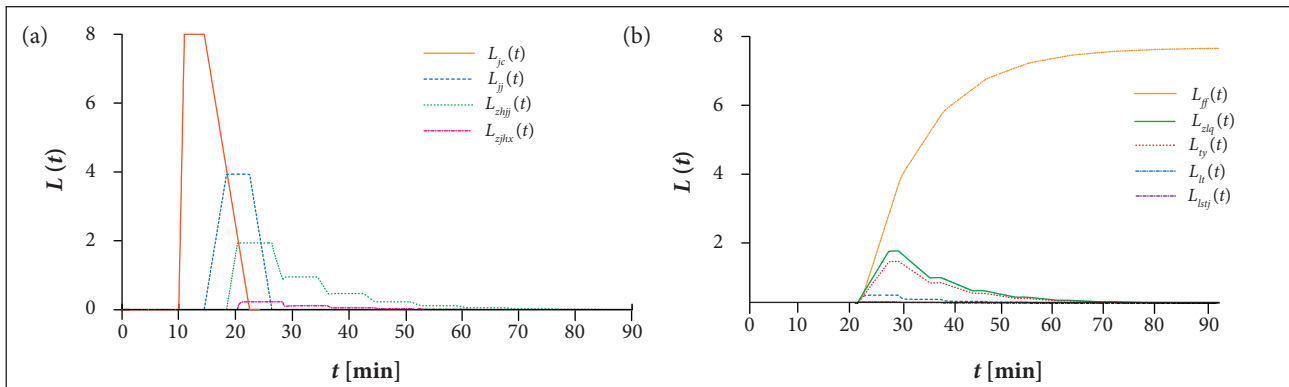 (a)
8
6
4
2
0
L (t)
L_jc(t)
L_jj(t)
L_zhjj(t)
L_zjhx(t)
0 10 20 30 40 50 60 70 80 90
t [min]
(b)
8
6
4
2
L (t)
L_ff(t)
L_zlq(t)
L_ty(t)
L_lt(t)
L_lstj(t)
0 10 20 30 40 50 60 70 80 90
t [min]